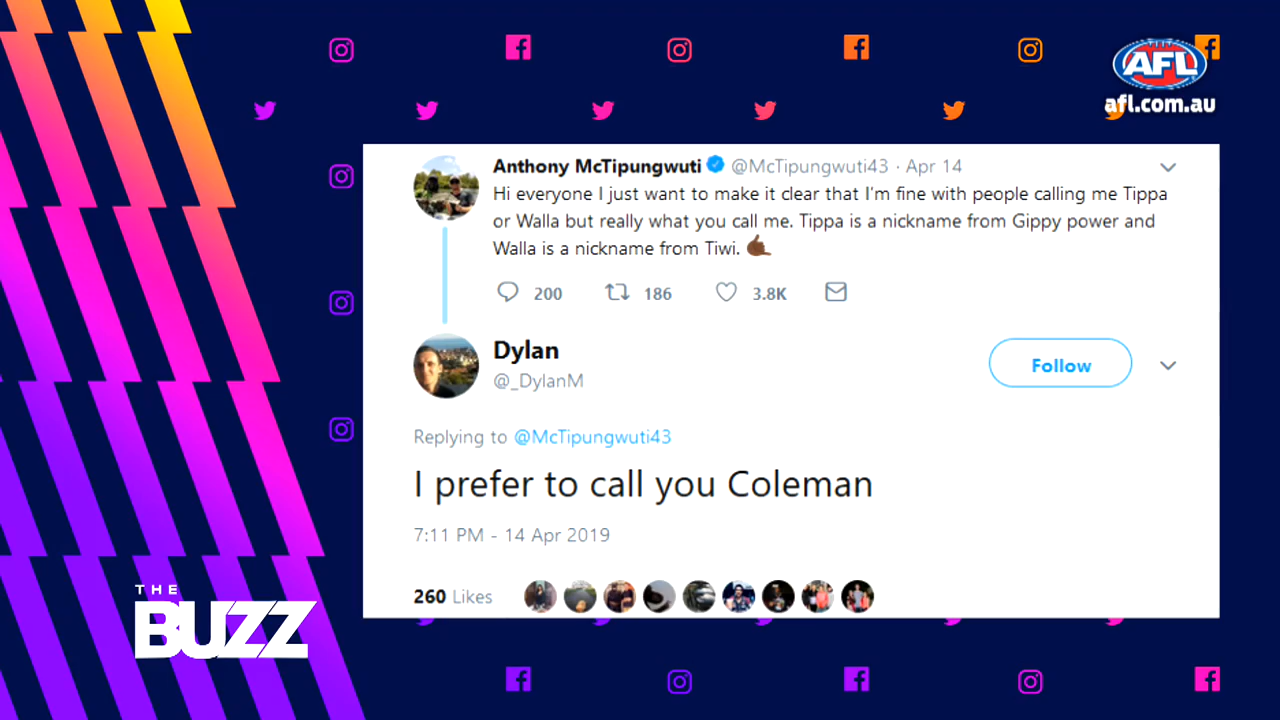 AFL
afl.com.au
Anthony McTipungwuti @McTipungwuti43 · Apr 14
Hi everyone I just want to make it clear that I'm fine with people calling me Tippa
or Walla but really what you call me. Tippa is a nickname from Gippy power and
Walla is a nickname from Tiwi.
200 186 3.8K
Dylan
@_DylanM
Follow
Replying to @McTipungwuti43
I prefer to call you Coleman
7:11 PM - 14 Apr 2019
260 Likes
THE
BUZZ